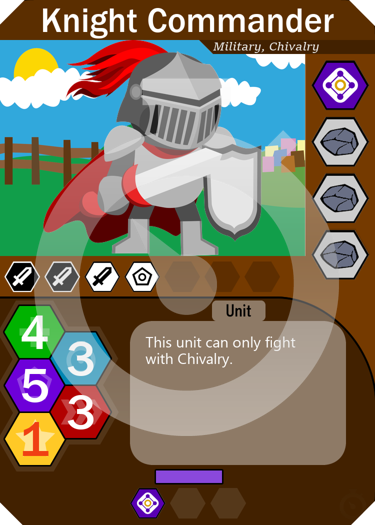 Knight Commander
Military, Chivalry
Unit
4
3
5
3
1
This unit can only fight
with Chivalry.